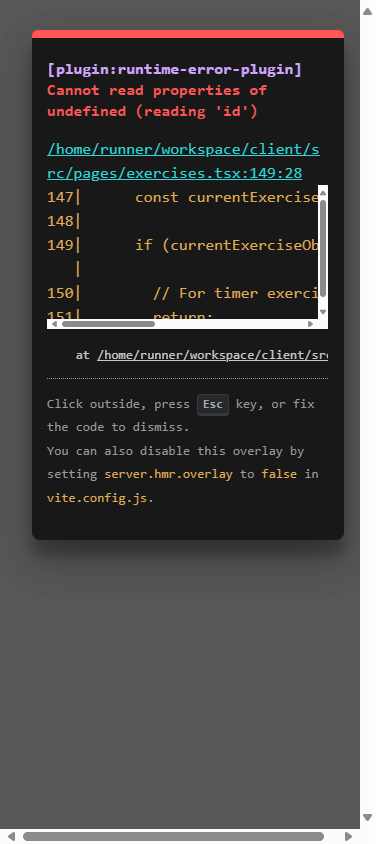 [plugin:runtime-error-plugin]
Cannot read properties of
undefined (reading 'id')
/home/runner/workspace/client/s
rc/pages/exercises.tsx:149:28
147|      const currentExercise
148|
149|      if (currentExerciseOb
|
150|        // For timer exerci
151|        return;
at /home/runner/workspace/client/src
Click outside, press Esc key, or fix
the code to dismiss.
You can also disable this overlay by
setting server.hmr.overlay to false in
vite.config.js.